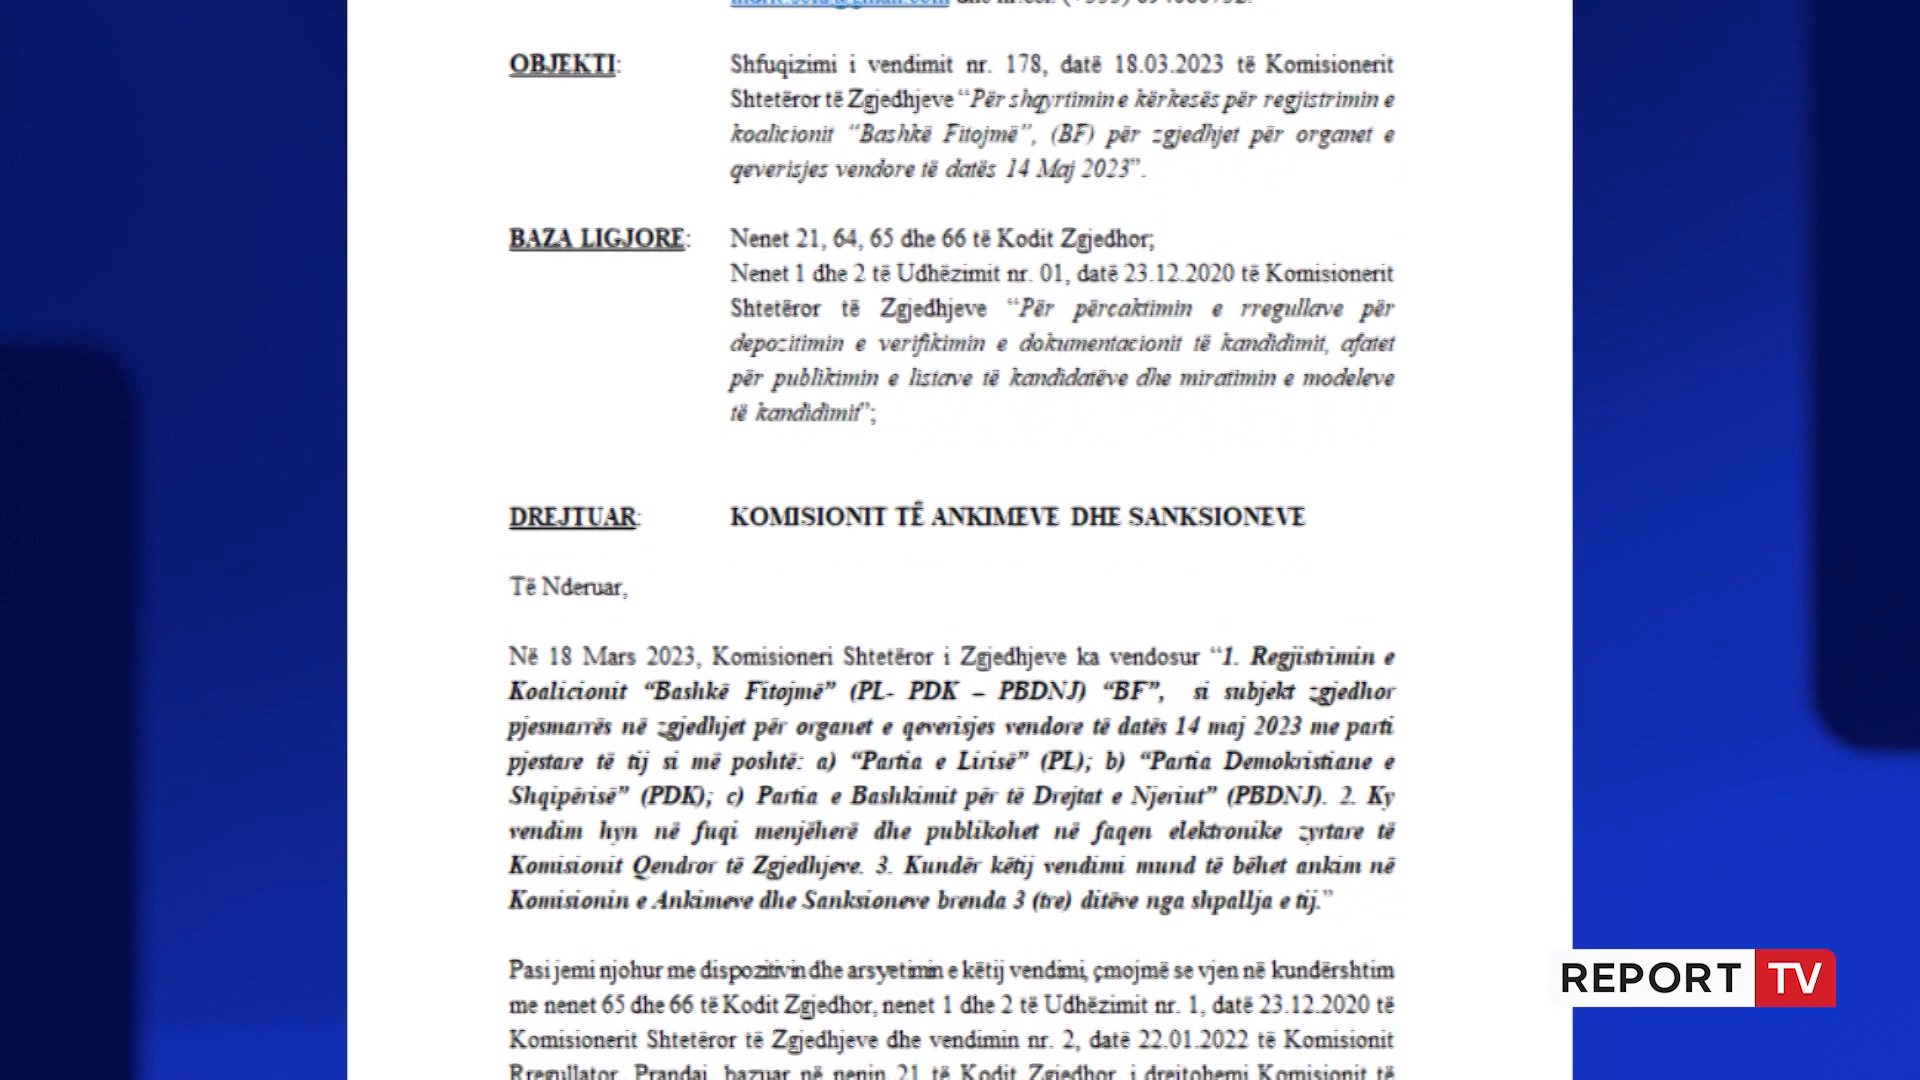 OBJEKTI: Shfuqizimi i vendimit nr. 178, datë 18.03.2023 të Komisionerit
Shtetëror të Zgjedhjeve “Për shqyrtimin e kërkesës për regjistrimin e
koalicionit “Bashkë Fitojmë”, (BF) për zgjedhjet për organet e
qeverisjes vendore të datës 14 Maj 2023”.
BAZA LIGJORE: Nenet 21, 64, 65 dhe 66 të Kodit Zgjedhor;
Nenet 1 dhe 2 të Udhëzimit nr. 01, datë 23.12.2020 të Komisionerit
Shtetëror të Zgjedhjeve “Për përcaktimin e rregullave për
depozitimin e verifikimin e dokumentacionit të kandidimit, afatet
për publikimin e listave të kandidatëve dhe miratimin e modeleve
të kandidimit”;
DREJTUAR: KOMISIONIT TË ANKIMEVE DHE SANKSIONEVE
Të Nderuar,
Në 18 Mars 2023, Komisioneri Shtetëror i Zgjedhjeve ka vendosur “1. Regjistrimin e
Koalicionit “Bashkë Fitojmë” (PL- PDK – PBDNJ) “BF”, si subjekt zgjedhor
pjesmarrës në zgjedhjet për organet e qeverisjes vendore të datës 14 maj 2023 me parti
pjestare të tij si më poshtë: a) “Partia e Lirisë” (PL); b) “Partia Demokristiane e
Shqipërisë” (PDK); c) Partia e Bashkimit për të Drejtat e Njeriut” (PBDNJ). 2. Ky
vendim hyn në fuqi menjëherë dhe publikohet në faqen elektronike zyrtare të
Komisionit Qendror të Zgjedhjeve. 3. Kundër këtij vendimi mund të bëhet ankim në
Komisionin e Ankimeve dhe Sanksioneve brenda 3 (tre) ditëve nga shpallja e tij.”
Pasi jemi njohur me dispozitivin dhe arsyetimin e këtij vendimi, çmojmë se vjen në kundërshtim
me nenet 65 dhe 66 të Kodit Zgjedhor, nenet 1 dhe 2 të Udhëzimit nr. 1, datë 23.12.2020 të
Komisionerit Shtetëror të Zgjedhjeve dhe vendimin nr. 2, datë 22.01.2022 të Komisionit
Rregullator. Prandaj, bazuar në nenin 21 të Kodit Zgjedhor, i drejtohemi Komisionit të
REPORT TV